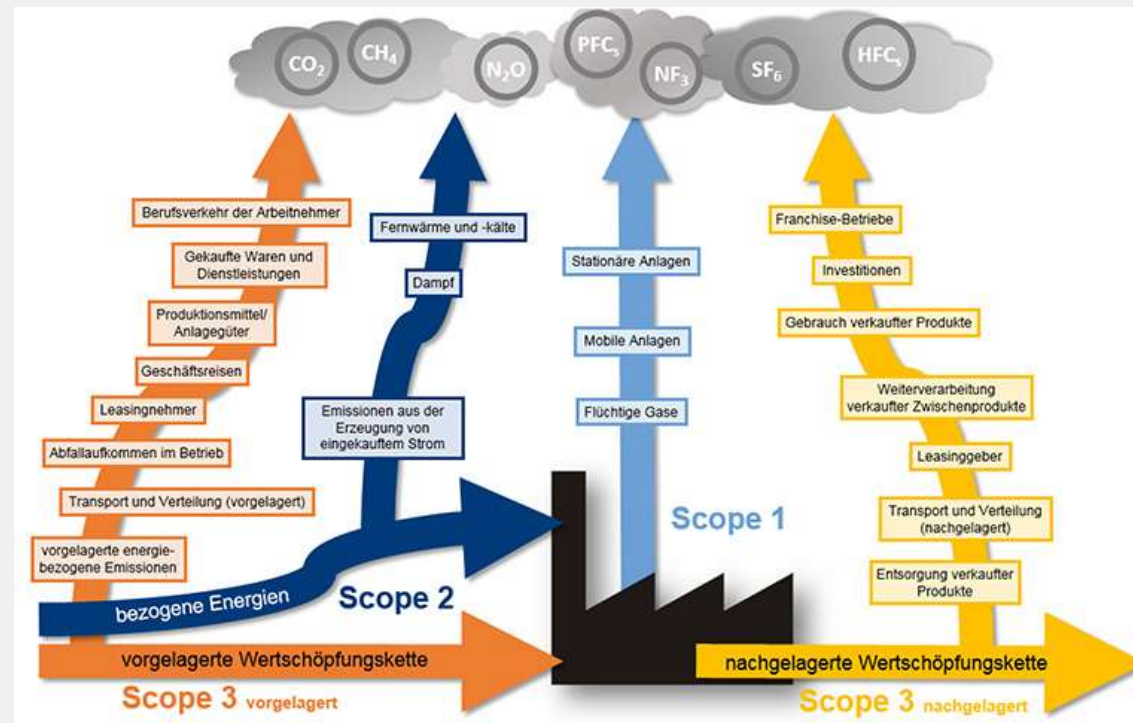 CO2
CH4
N2O
PFCs
NF3
SF6
HFCs
Berufsverkehr der Arbeitnehmer
Gekaufte Waren und
Dienstleistungen
Produktionsmittel/
Anlagegüter
Geschäftsreisen
Leasingnehmer
Abfallaufkommen im Betrieb
Transport und Verteilung (vorgelagert)
vorgelagerte energie-
bezogene Emissionen
Fernwärme und -kälte
Dampf
Emissionen aus der
Erzeugung von
eingekauftem Strom
Stationäre Anlagen
Mobile Anlagen
Flüchtige Gase
Franchise-Betriebe
Investitionen
Gebrauch verkaufter Produkte
Weiterverarbeitung
verkaufter Zwischenprodukte
Leasinggeber
Transport und Verteilung
(nachgelagert)
Entsorgung verkaufter
Produkte
Scope 1
bezogene Energien
Scope 2
vorgelagerte Wertschöpfungskette
Scope 3 vorgelagert
nachgelagerte Wertschöpfungskette
Scope 3 nachgelagert